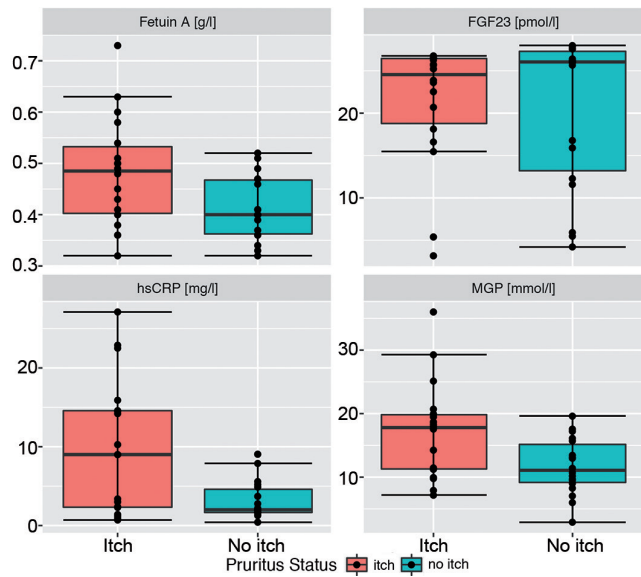 Fetuin A [g/l]
FGF23 [pmol/l]
0.7
0.6
0.5
0.4
0.3
20
10
hsCRP [mg/l]
MGP [mmol/l]
20
10
0
30
20
10
Itch
No itch
Itch
No itch
Pruritus Status
itch
no itch